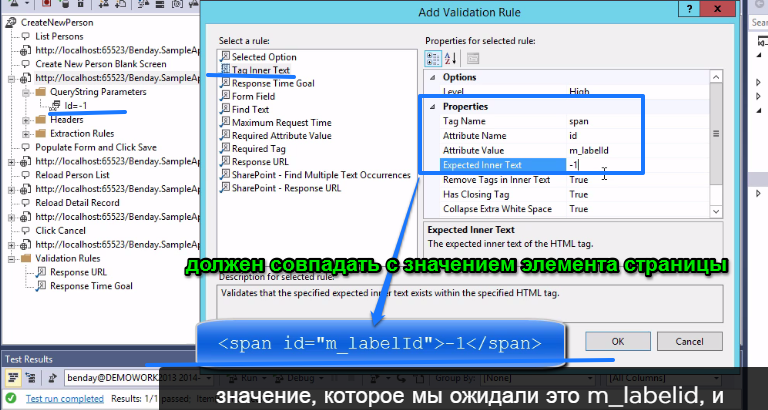 Add Validation Rule
?
CreateNewPerson
List Persons
http://localhost:65523/Benday.SampleAp
Create New Person Blank Screen
http://localhost:65523/Benday.SampleAp
http://localhost:65523/Benday.SampleAp
QueryString Parameters
Id=-1
Headers
Extraction Rules
Populate Form and Click Save
http://localhost:65523/Benday.SampleAp
Reload Person List
http://localhost:65523/Benday.SampleAp
Reload Detail Record
http://localhost:65523/Benday.SampleAp
Click Cancel
http://localhost:65523/Benday.SampleAp
Validation Rules
Response URL
Response Time Goal
Select a rule:
Selected Option
Tag Inner Text
Response Time Goal
Form Field
Find Text
Maximum Request Time
Required Attribute Value
Required Tag
Response URL
SharePoint - Find Multiple Text Occurrences
SharePoint - Response URL
Properties for selected rule:
Options
Level High
Properties
Tag Name span
Attribute Name id
Attribute Value m_labelId
Expected Inner Text -1
Remove Tags in Inner Text True
Has Closing Tag True
Collapse Extra White Space True
Expected Inner Text
The expected inner text of the HTML tag.
должен совпадать с значением элемента страницы
Description for selected rule:
Validates that the specified expected inner text exists within the specified HTML tag.
<span id="m_labelId">-1</span>
OK
Cancel
Sear
Test Results
benday@DEMOWORK2013 2014-
Run
Debug
Group By: [None]
[All Columns]
Test run completed Results: 1/1
значение, которое мы ожидали это m_labelid, и